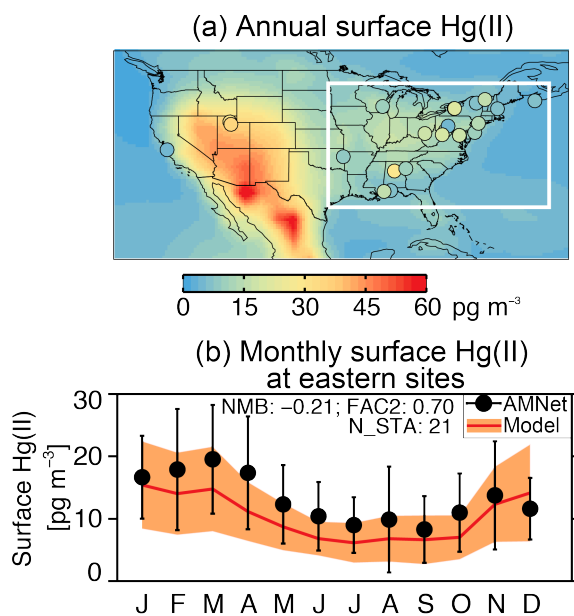 (a) Annual surface Hg(II)
0 15 30 45 60 pg m⁻³
(b) Monthly surface Hg(II)
at eastern sites
NMB: −0.21; FAC2: 0.70
N_STA: 21
AMNet
Model
Surface Hg(II)
[pg m⁻³]
30
20
10
0
J F M A M J J A S O N D